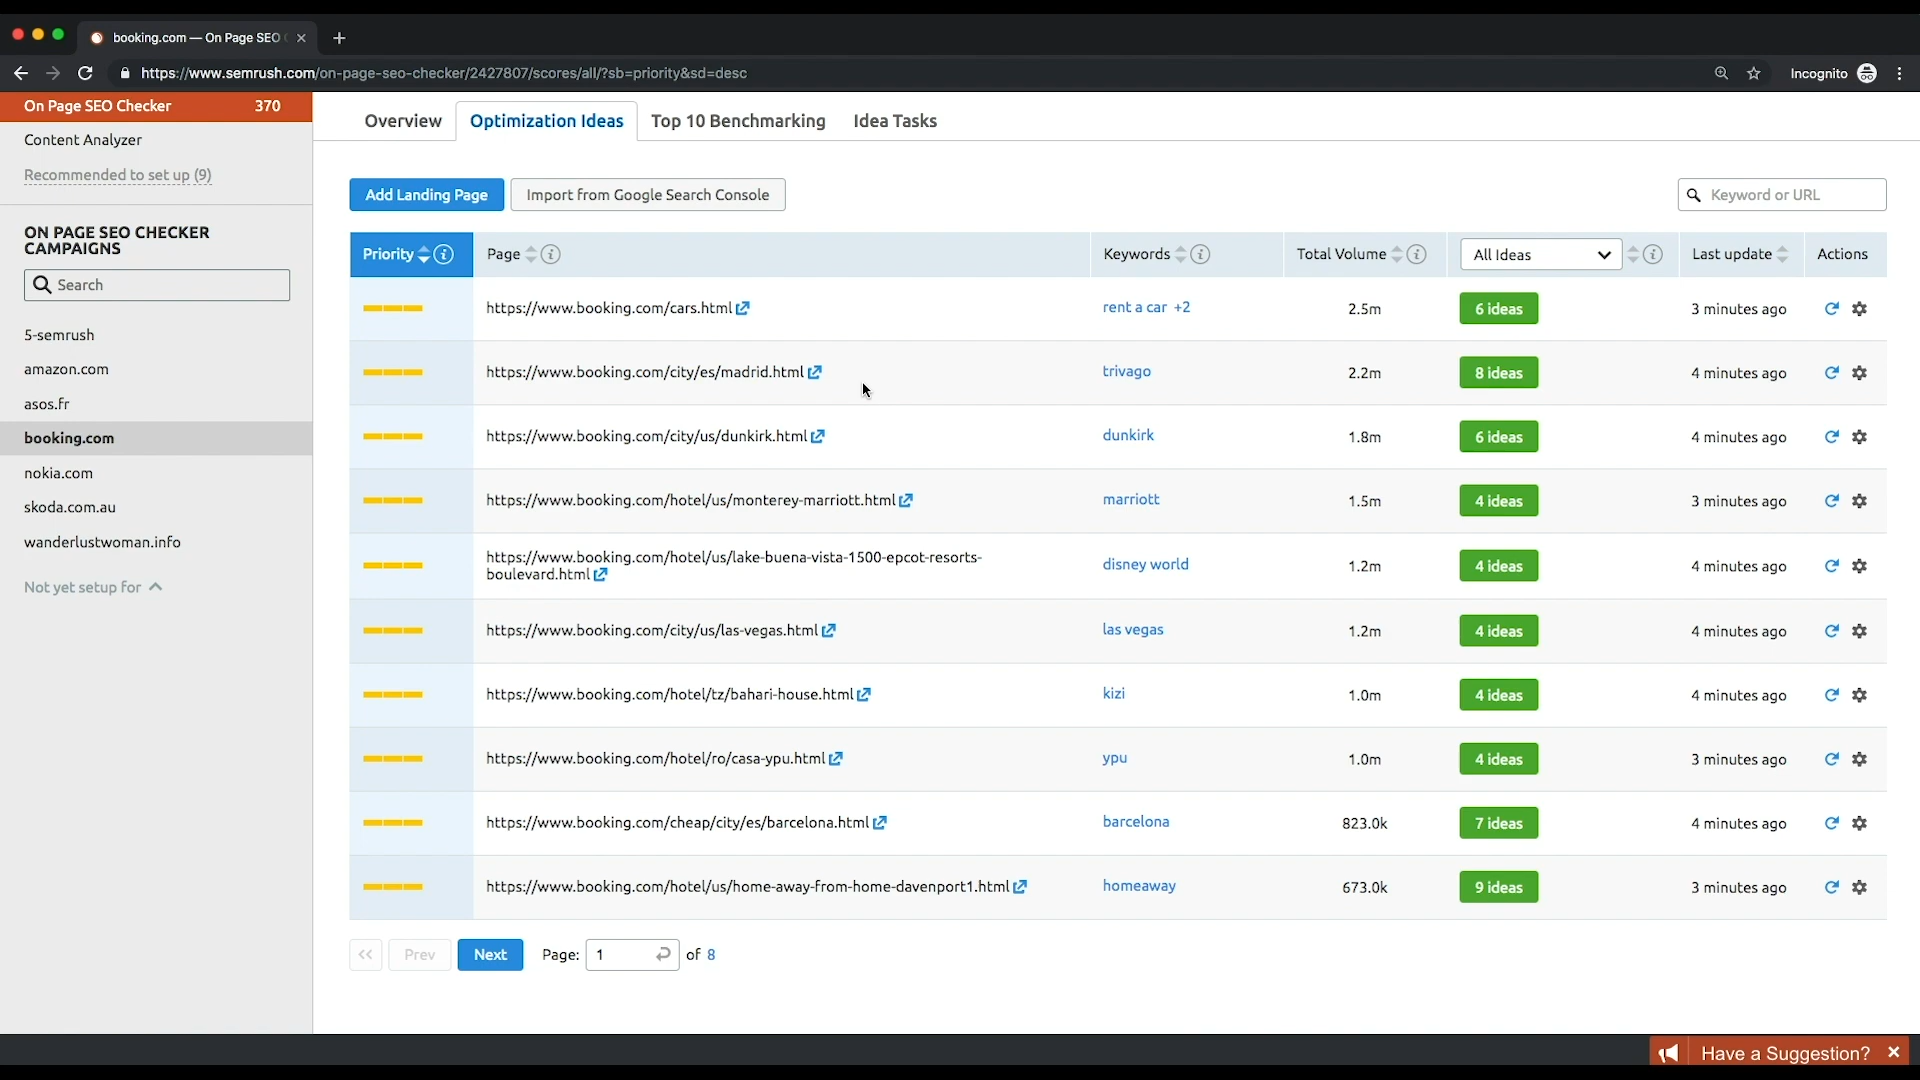 booking.com — On Page SEO
https://www.semrush.com/on-page-seo-checker/2427807/scores/all/?sb=priority&sd=desc
Incognito
On Page SEO Checker 370
Content Analyzer
Recommended to set up (9)
ON PAGE SEO CHECKER
CAMPAIGNS
Search
5-semrush
amazon.com
asos.fr
booking.com
nokia.com
skoda.com.au
wanderlustwoman.info
Not yet setup for
Overview Optimization Ideas Top 10 Benchmarking Idea Tasks
Add Landing Page Import from Google Search Console Keyword or URL
Priority Page Keywords Total Volume All Ideas Last update Actions
https://www.booking.com/cars.html rent a car +2 2.5m 6 ideas 3 minutes ago
https://www.booking.com/city/es/madrid.html trivago 2.2m 8 ideas 4 minutes ago
https://www.booking.com/city/us/dunkirk.html dunkirk 1.8m 6 ideas 4 minutes ago
https://www.booking.com/hotel/us/monterey-marriott.html marriott 1.5m 4 ideas 3 minutes ago
https://www.booking.com/hotel/us/lake-buena-vista-1500-epcot-resorts-
boulevard.html disney world 1.2m 4 ideas 4 minutes ago
https://www.booking.com/city/us/las-vegas.html las vegas 1.2m 4 ideas 4 minutes ago
https://www.booking.com/hotel/tz/bahari-house.html kizi 1.0m 4 ideas 4 minutes ago
https://www.booking.com/hotel/ro/casa-ypu.html ypu 1.0m 4 ideas 3 minutes ago
https://www.booking.com/cheap/city/es/barcelona.html barcelona 823.0k 7 ideas 4 minutes ago
https://www.booking.com/hotel/us/home-away-from-home-davenport1.html homeaway 673.0k 9 ideas 3 minutes ago
Prev Next Page: 1 of 8
Have a Suggestion?